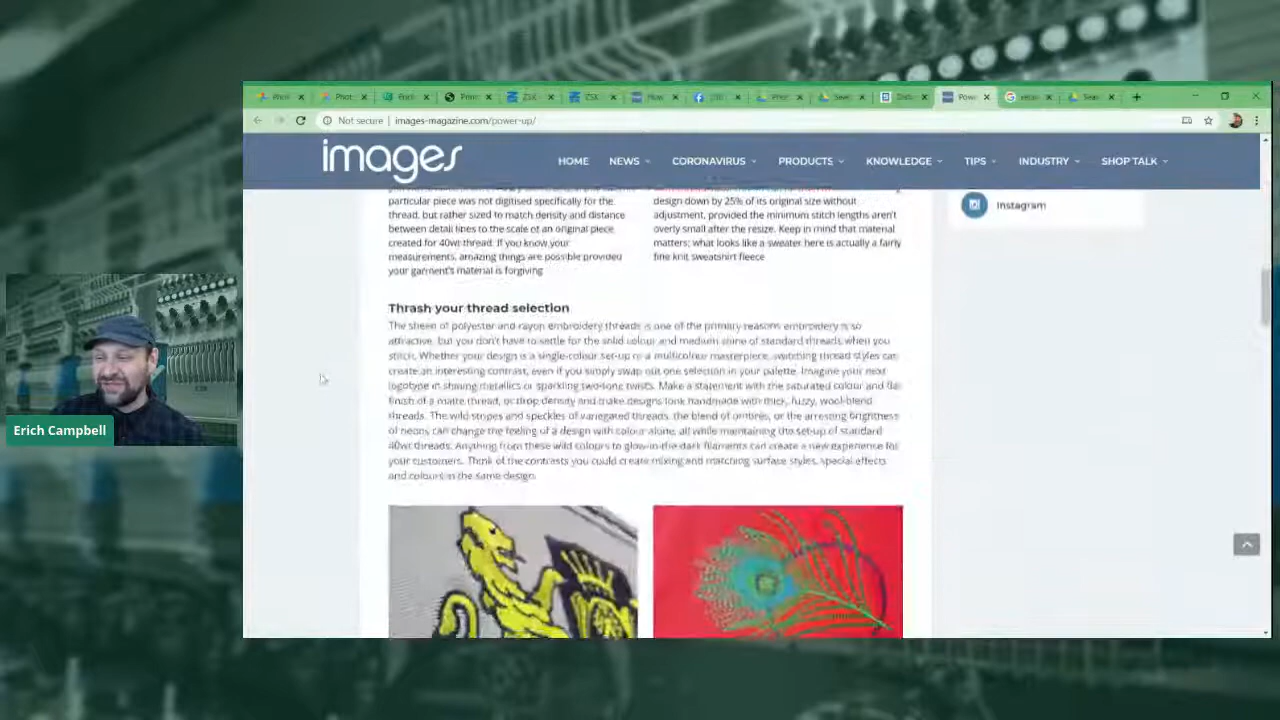 Phot
Phot
Erich
Prin
ZSK
ZSK
How
Pow
Not secure | images-magazine.com/power-up/
images
HOME NEWS CORONAVIRUS PRODUCTS KNOWLEDGE TIPS INDUSTRY SHOP TALK
particular piece was not digitised specifically for the
thread, but rather sized to match density and distance
between detail lines to the scale of an original piece
created for 40wt thread. If you know your
measurements, amazing things are possible provided
your garment's material is forgiving
design down by 25% of its original size without
adjustment, provided the minimum stitch lengths aren't
overly small after the resize. Keep in mind that material
matters; what looks like a sweater here is actually a fairly
fine knit sweatshirt fleece
Instagram
Thrash your thread selection
The sheen of polyester and rayon embroidery threads is one of the primary reasons embroidery is so
attractive, but you don't have to settle for the solid colour and medium shine of standard threads when you
stitch. Whether your design is a single-colour set-up or a multicolour masterpiece, switching thread styles can
create an interesting contrast, even if you simply swap out one selection in your palette. Imagine your next
logotype in shining metallics or sparkling two-tone twists. Make a statement with the saturated colour and flat
finish of a matte thread, or drop density and make designs look handmade with thick, fuzzy, wool-blend
threads. The wild stripes and speckles of variegated threads, the blend of ombres, or the arresting brightness
of neons can change the feeling of a design with colour alone, all while maintaining the set-up of standard
40wt threads. Anything from these wild colours to glow-in-the-dark filaments can create a new experience for
your customers. Think of the contrasts you could create mixing and matching surface styles, special effects
and colours in the same design.
Erich Campbell